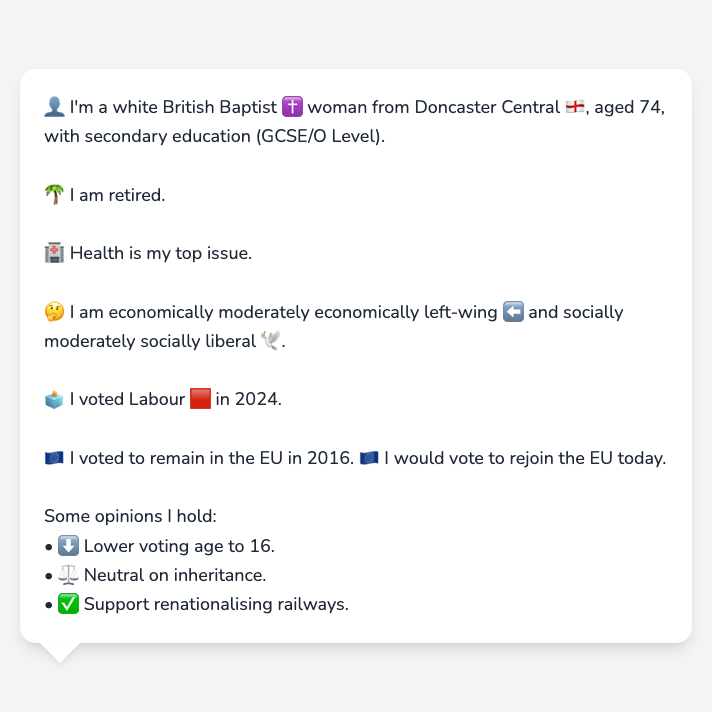 👤 I'm a white British Baptist ✝️ woman from Doncaster Central 🏴󠁧󠁢󠁥󠁮󠁧󠁿, aged 74,
with secondary education (GCSE/O Level).
🌴 I am retired.
🏥 Health is my top issue.
🤔 I am economically moderately economically left-wing ⬅️ and socially
moderately socially liberal 🕊️.
🗳️ I voted Labour 🟥 in 2024.
🇪🇺 I voted to remain in the EU in 2016. 🇪🇺 I would vote to rejoin the EU today.
Some opinions I hold:
• ⬇️ Lower voting age to 16.
• ⚖️ Neutral on inheritance.
• ✅ Support renationalising railways.